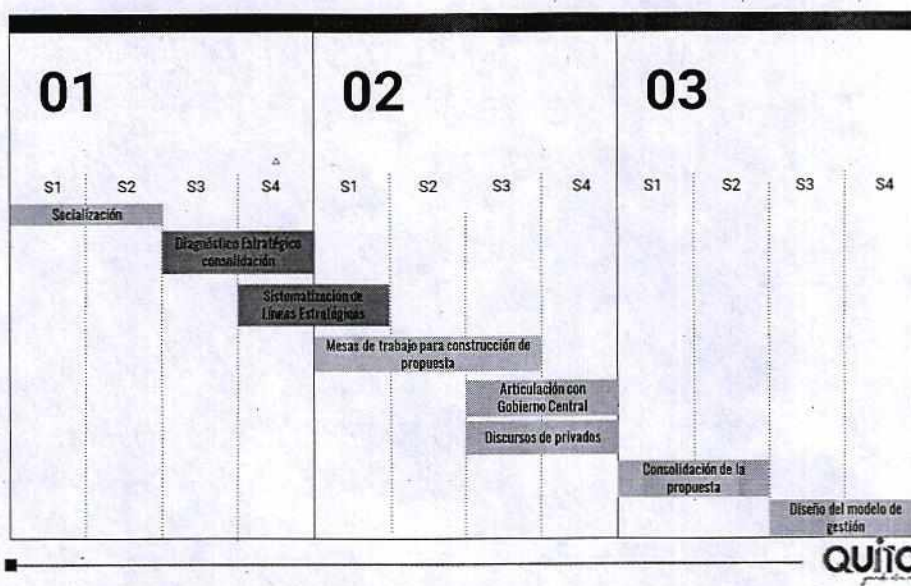 01 02 03
S1 S2 S3 S4 S1 S2 S3 S4 S1 S2 S3 S4
Socialización
Diagnóstico Estratégico
consolidación
Sistematización de
Líneas Estratégicas
Mesas de trabajo para construcción de
propuesta
Articulación con
Gobierno Central
Discursos de privados
Consolidación de la
propuesta
Diseño del modelo de
gestión
QUITO